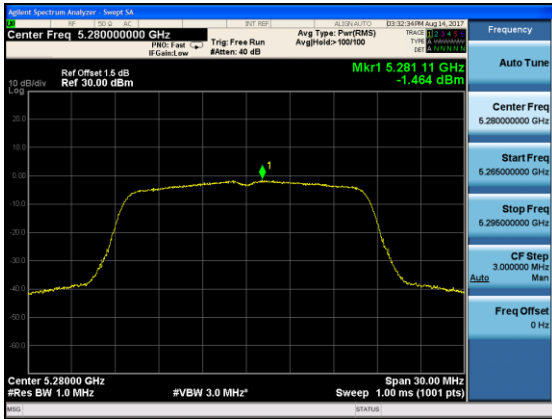 Agilent Spectrum Analyzer - Swept SA
RF 50 Ω AC INT REF ALIGN AUTO 03:32:34 PM Aug 14, 2017
Center Freq 5.280000000 GHz
PNO: Fast
IFGain:Low
Trig: Free Run
#Atten: 40 dB
Avg Type: Pwr(RMS)
Avg|Hold:>100/100
TRACE 1 2 3 4 5 6
TYPE A
DET A N N N N N
Mkr1 5.281 11 GHz
-1.464 dBm
Ref Offset 1.5 dB
10 dB/div Ref 30.00 dBm
Log
20.0
10.0
0.00
-10.0
-20.0
-30.0
-40.0
-50.0
-60.0
1
Center 5.28000 GHz
#Res BW 1.0 MHz
#VBW 3.0 MHz*
Span 30.00 MHz
Sweep 1.00 ms (1001 pts)
MSG
STATUS
Frequency
Auto Tune
Center Freq
5.280000000 GHz
Start Freq
5.265000000 GHz
Stop Freq
5.295000000 GHz
CF Step
3.000000 MHz
Auto Man
Freq Offset
0 Hz